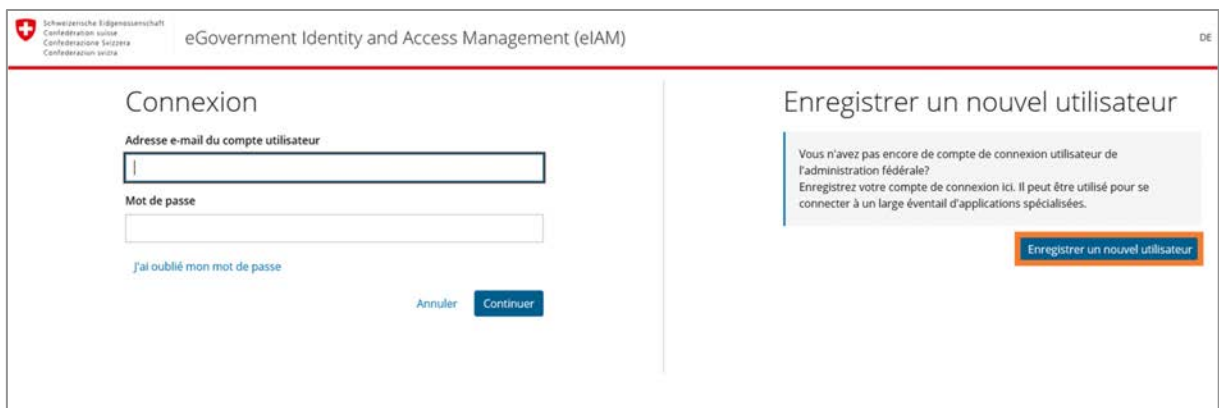 Schweizerische Eidgenossenschaft
Confédération suisse
Confederazione Svizzera
Confederaziun svizra
eGovernment Identity and Access Management (eIAM)
DE
Connexion
Adresse e-mail du compte utilisateur
Mot de passe
J'ai oublié mon mot de passe
Annuler
Continuer
Enregistrer un nouvel utilisateur
Vous n'avez pas encore de compte de connexion utilisateur de
l'administration fédérale?
Enregistrez votre compte de connexion ici. Il peut être utilisé pour se
connecter à un large éventail d'applications spécialisées.
Enregistrer un nouvel utilisateur